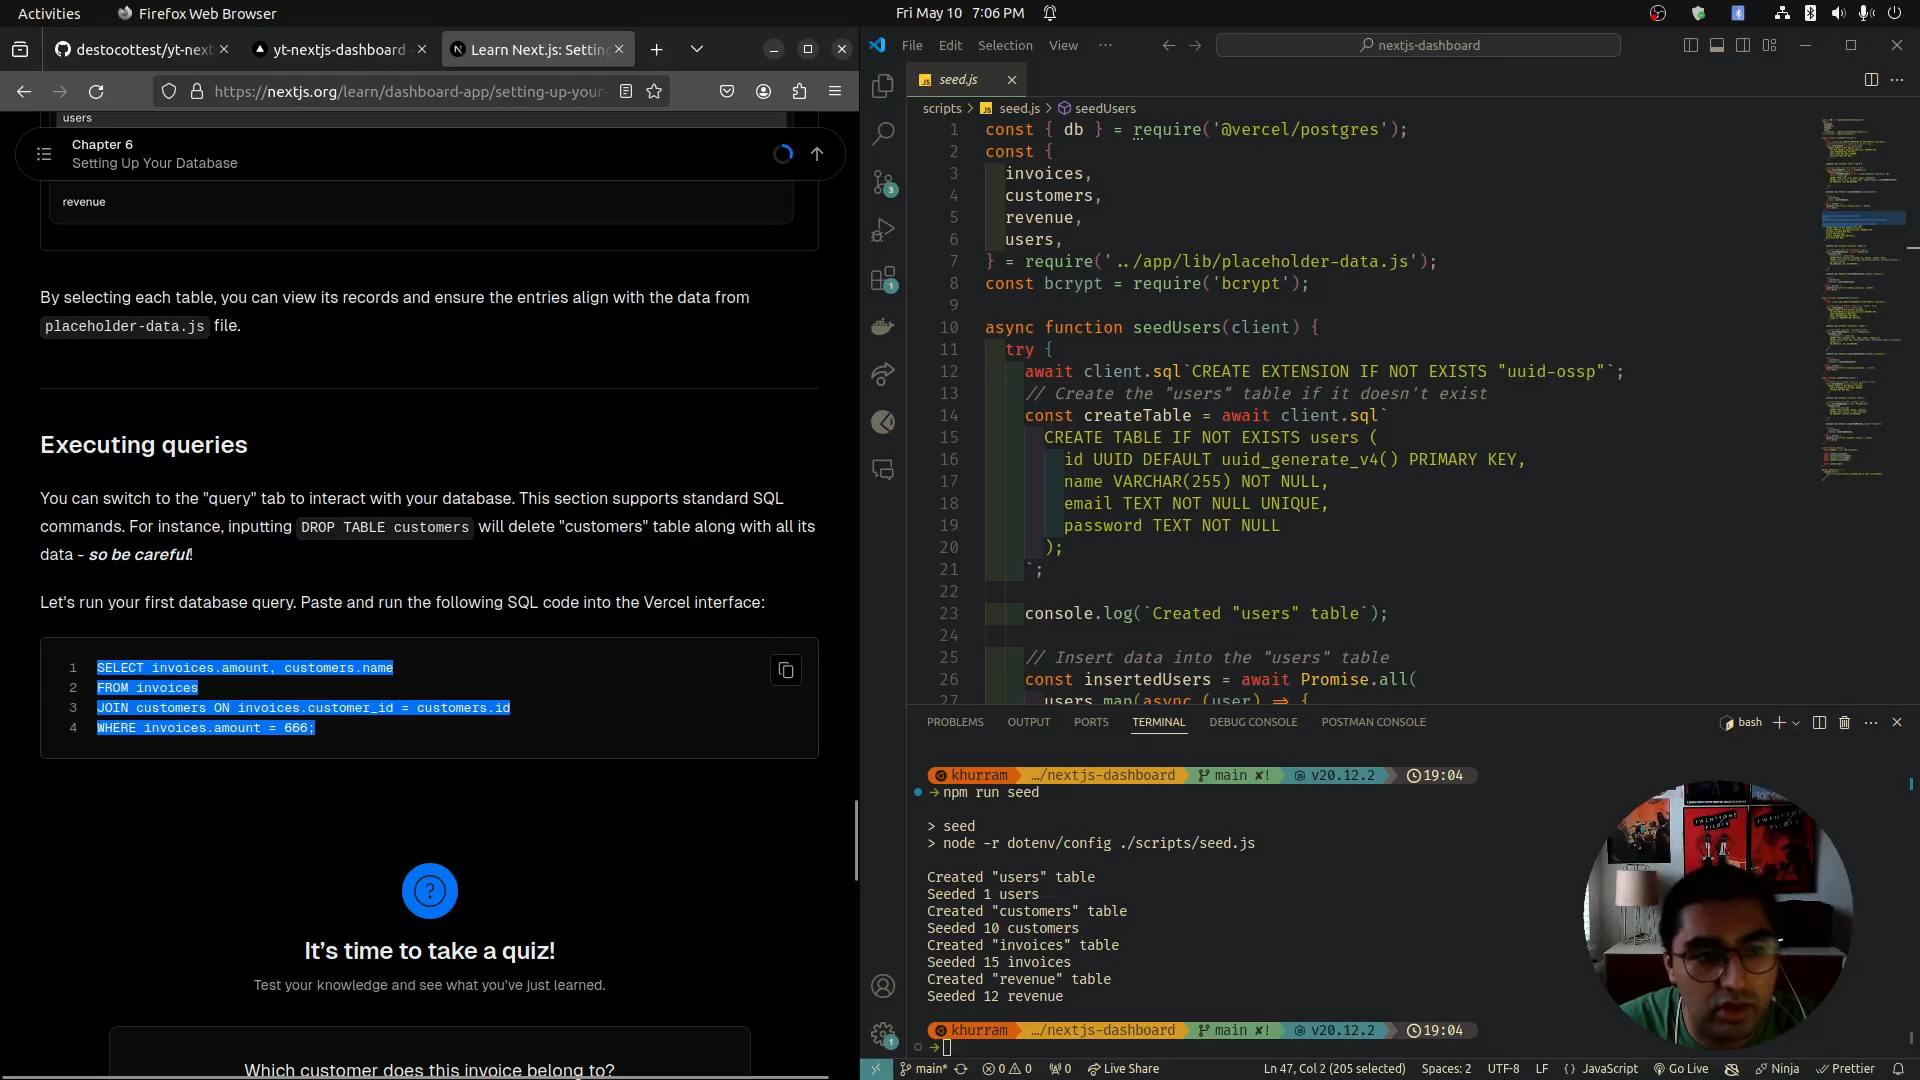 Activities
Firefox Web Browser
Fri May 10 7:06 PM
destocottest/yt-next
yt-nextjs-dashboard
Learn Next.js: Setting
https://nextjs.org/learn/dashboard-app/setting-up-your-
users
Chapter 6
Setting Up Your Database
revenue
By selecting each table, you can view its records and ensure the entries align with the data from
placeholder-data.js file.
Executing queries
You can switch to the "query" tab to interact with your database. This section supports standard SQL
commands. For instance, inputting DROP TABLE customers will delete "customers" table along with all its
data - so be careful!
Let's run your first database query. Paste and run the following SQL code into the Vercel interface:
1 SELECT invoices.amount, customers.name
2 FROM invoices
3 JOIN customers ON invoices.customer_id = customers.id
4 WHERE invoices.amount = 666;
It's time to take a quiz!
Test your knowledge and see what you've just learned.
Which customer does this invoice belong to?
File Edit Selection View ···
nextjs-dashboard
JS seed.js
scripts > JS seed.js > seedUsers
1 const { db } = require('@vercel/postgres');
2 const {
3 invoices,
4 customers,
5 revenue,
6 users,
7 } = require('../app/lib/placeholder-data.js');
8 const bcrypt = require('bcrypt');
9
10 async function seedUsers(client) {
11 try {
12 await client.sql`CREATE EXTENSION IF NOT EXISTS "uuid-ossp"`;
13 // Create the "users" table if it doesn't exist
14 const createTable = await client.sql`
15 CREATE TABLE IF NOT EXISTS users (
16 id UUID DEFAULT uuid_generate_v4() PRIMARY KEY,
17 name VARCHAR(255) NOT NULL,
18 email TEXT NOT NULL UNIQUE,
19 password TEXT NOT NULL
20 );
21 `;
22
23 console.log(`Created "users" table`);
24
25 // Insert data into the "users" table
26 const insertedUsers = await Promise.all(
27 users.map(async (user) => {
PROBLEMS OUTPUT PORTS TERMINAL DEBUG CONSOLE POSTMAN CONSOLE
bash
khurram …/nextjs-dashboard main ✘! v20.12.2 19:04
→ npm run seed
> seed
> node -r dotenv/config ./scripts/seed.js
Created "users" table
Seeded 1 users
Created "customers" table
Seeded 10 customers
Created "invoices" table
Seeded 15 invoices
Created "revenue" table
Seeded 12 revenue
khurram …/nextjs-dashboard main ✘! v20.12.2 19:04
→
main* 0 0 0 Live Share Ln 47, Col 2 (205 selected) Spaces: 2 UTF-8 LF {} JavaScript Go Live Ninja Prettier